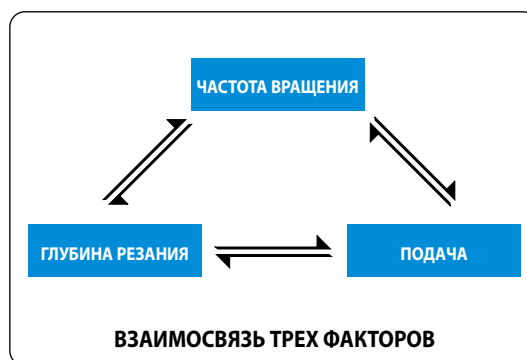 ЧАСТОТА ВРАЩЕНИЯ
ГЛУБИНА РЕЗАНИЯ
ПОДАЧА
ВЗАИМОСВЯЗЬ ТРЕХ ФАКТОРОВ